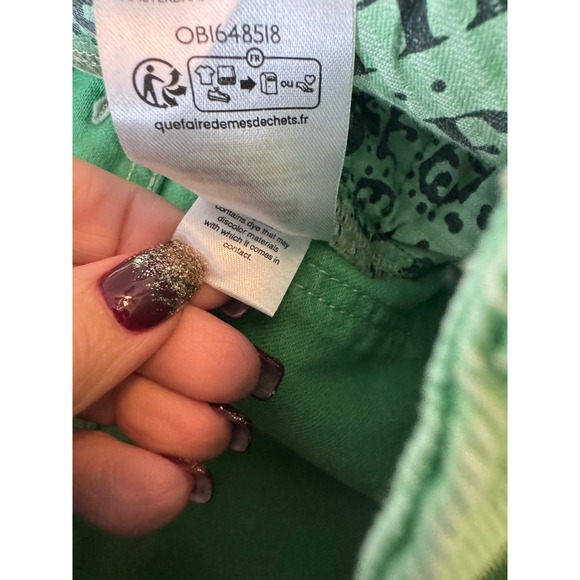 OB1648518
FR
OU
quefairedemesdechets.fr
contains dye that may
discolor materials
with which it comes in
contact.